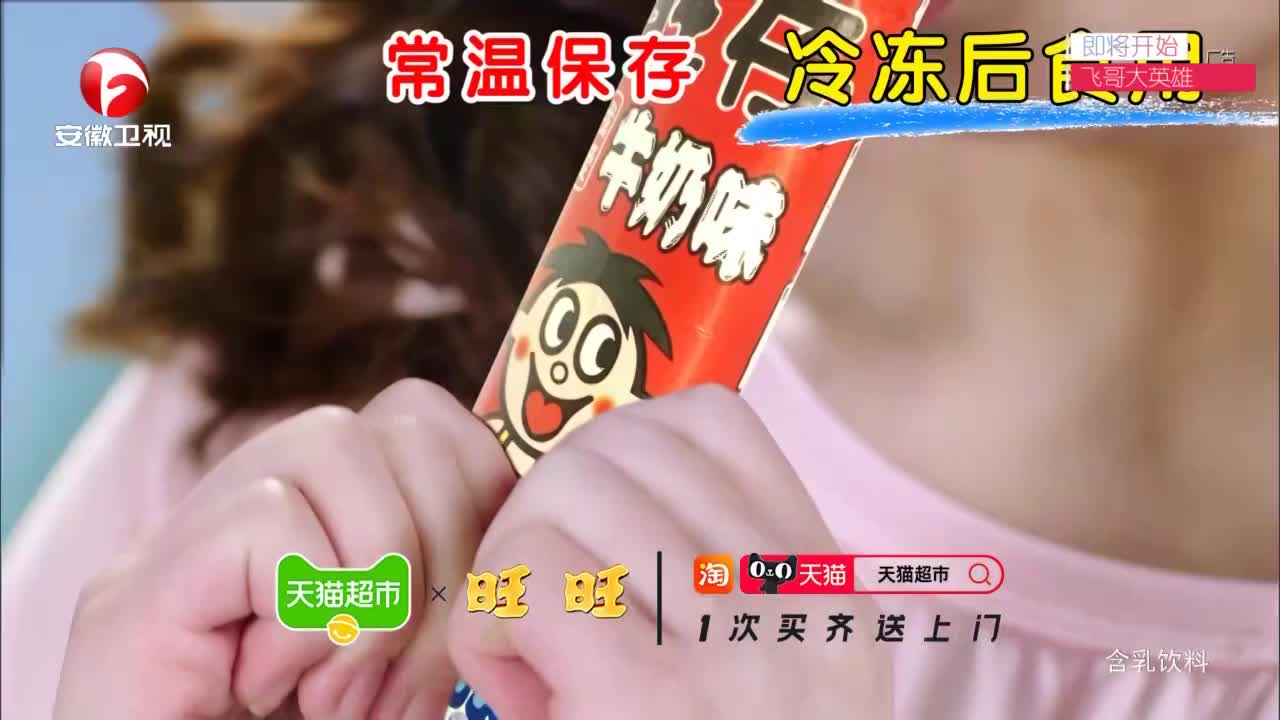 常温保存
冷冻后食用
即将开始
飞哥大英雄
广告
安徽卫视
牛奶味
天猫超市 × 旺旺
淘 天猫 天猫超市
1次买齐送上门
含乳饮料